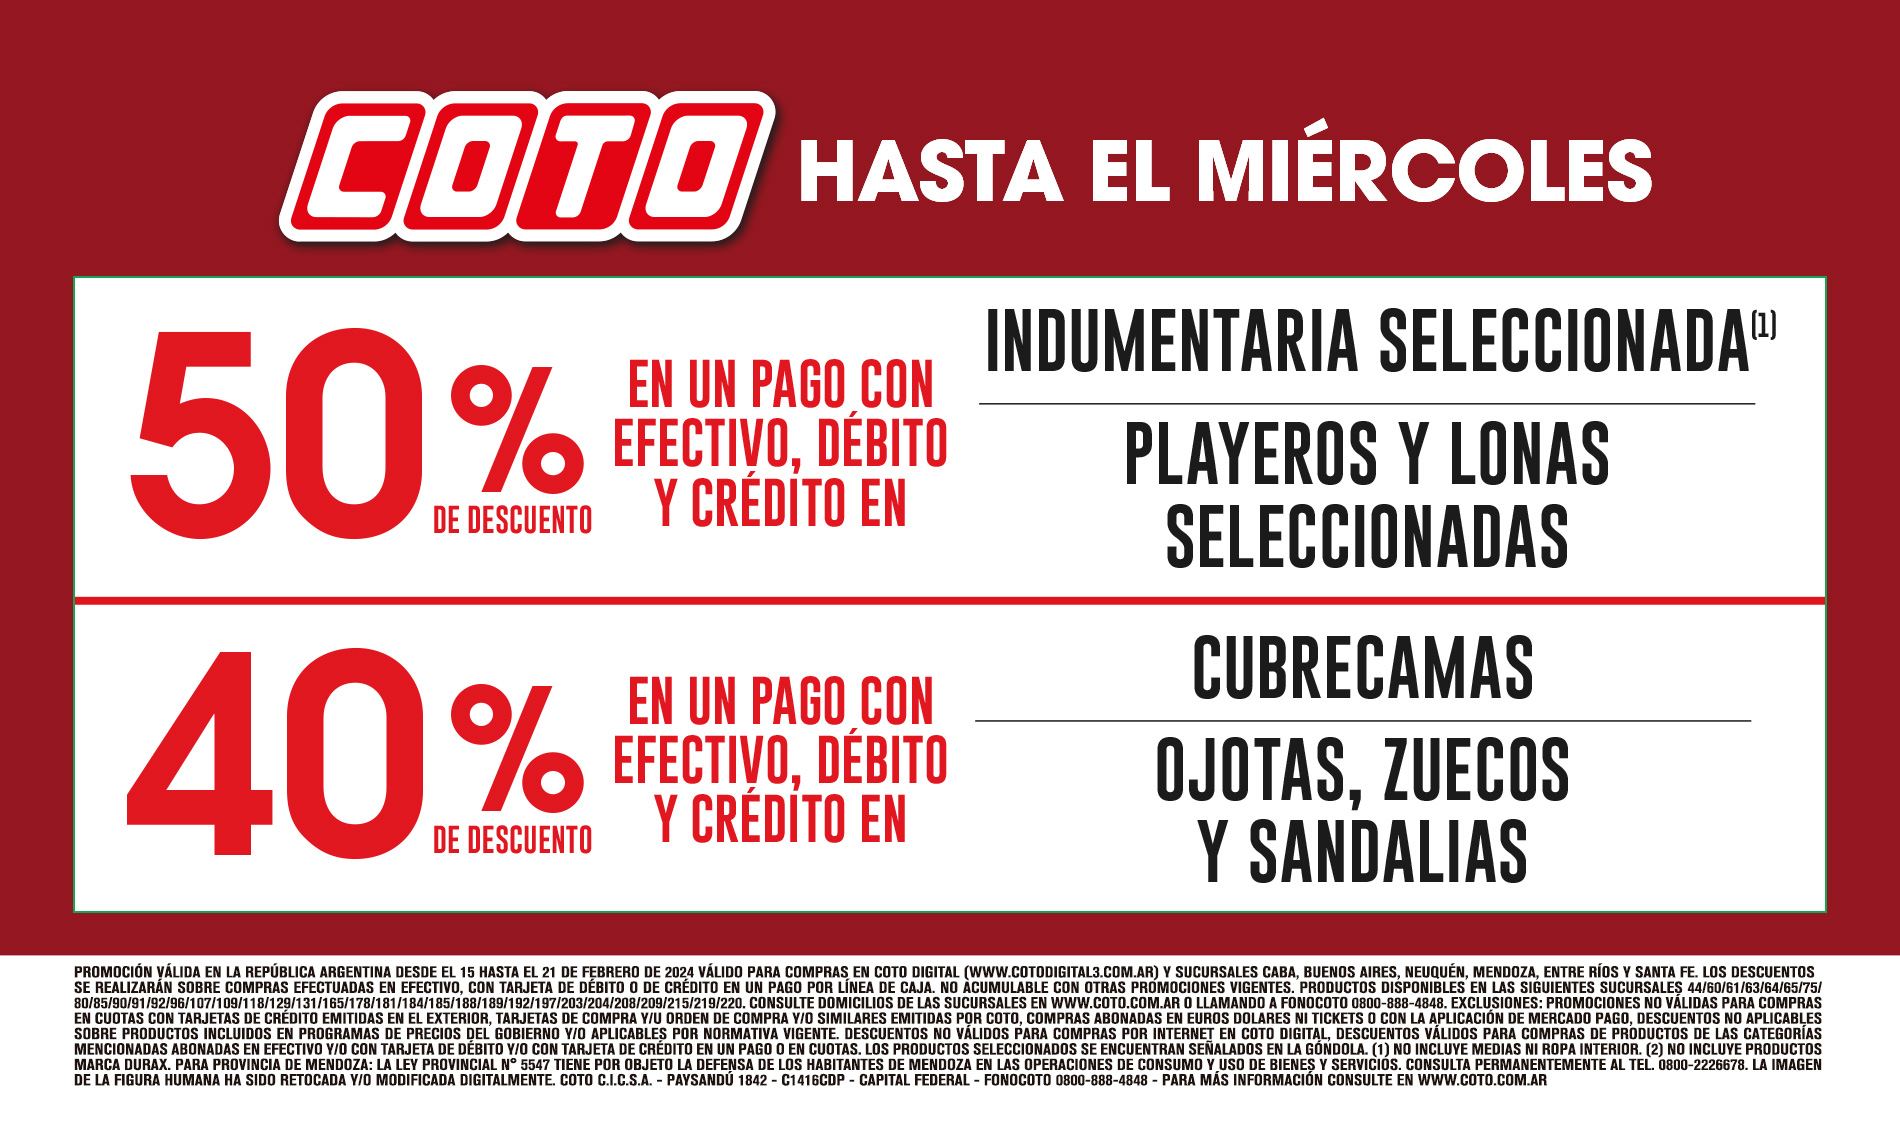 COTO HASTA EL MIÉRCOLES
50%
DE DESCUENTO
EN UN PAGO CON
EFECTIVO, DÉBITO
Y CRÉDITO EN
INDUMENTARIA SELECCIONADA(1)
PLAYEROS Y LONAS
SELECCIONADAS
40%
DE DESCUENTO
EN UN PAGO CON
EFECTIVO, DÉBITO
Y CRÉDITO EN
CUBRECAMAS
OJOTAS, ZUECOS
Y SANDALIAS
PROMOCIÓN VÁLIDA EN LA REPÚBLICA ARGENTINA DESDE EL 15 HASTA EL 21 DE FEBRERO DE 2024 VÁLIDO PARA COMPRAS EN COTO DIGITAL (WWW.COTODIGITAL3.COM.AR) Y SUCURSALES CABA, BUENOS AIRES, NEUQUÉN, MENDOZA, ENTRE RÍOS Y SANTA FE. LOS DESCUENTOS
SE REALIZARÁN SOBRE COMPRAS EFECTUADAS EN EFECTIVO, CON TARJETA DE DÉBITO O DE CRÉDITO EN UN PAGO POR LÍNEA DE CAJA. NO ACUMULABLE CON OTRAS PROMOCIONES VIGENTES. PRODUCTOS DISPONIBLES EN LAS SIGUIENTES SUCURSALES 44/60/61/63/64/65/75/
80/85/90/91/92/96/107/109/118/129/131/165/178/181/184/185/188/189/192/197/203/204/208/209/215/219/220. CONSULTE DOMICILIOS DE LAS SUCURSALES EN WWW.COTO.COM.AR O LLAMANDO A FONOCOTO 0800-888-4848. EXCLUSIONES: PROMOCIONES NO VÁLIDAS PARA COMPRAS
EN CUOTAS CON TARJETAS DE CRÉDITO EMITIDAS EN EL EXTERIOR, TARJETAS DE COMPRA Y/U ORDEN DE COMPRA Y/O SIMILARES EMITIDAS POR COTO, COMPRAS ABONADAS EN EUROS DOLARES NI TICKETS O CON LA APLICACIÓN DE MERCADO PAGO, DESCUENTOS NO APLICABLES
SOBRE PRODUCTOS INCLUIDOS EN PROGRAMAS DE PRECIOS DEL GOBIERNO Y/O APLICABLES POR NORMATIVA VIGENTE. DESCUENTOS NO VÁLIDOS PARA COMPRAS POR INTERNET EN COTO DIGITAL, DESCUENTOS VÁLIDOS PARA COMPRAS DE PRODUCTOS DE LAS CATEGORÍAS
MENCIONADAS ABONADAS EN EFECTIVO Y/O CON TARJETA DE DÉBITO Y/O CON TARJETA DE CRÉDITO EN UN PAGO O EN CUOTAS. LOS PRODUCTOS SELECCIONADOS SE ENCUENTRAN SEÑALADOS EN LA GÓNDOLA. (1) NO INCLUYE MEDIAS NI ROPA INTERIOR. (2) NO INCLUYE PRODUCTOS
MARCA DURAX. PARA PROVINCIA DE MENDOZA: LA LEY PROVINCIAL N° 5547 TIENE POR OBJETO LA DEFENSA DE LOS HABITANTES DE MENDOZA EN LAS OPERACIONES DE CONSUMO Y USO DE BIENES Y SERVICIOS. CONSULTA PERMANENTEMENTE AL TEL. 0800-2226678. LA IMAGEN
DE LA FIGURA HUMANA HA SIDO RETOCADA Y/O MODIFICADA DIGITALMENTE. COTO C.I.C.S.A. - PAYSANDÚ 1842 - C1416CDP - CAPITAL FEDERAL - FONOCOTO 0800-888-4848 - PARA MÁS INFORMACIÓN CONSULTE EN WWW.COTO.COM.AR